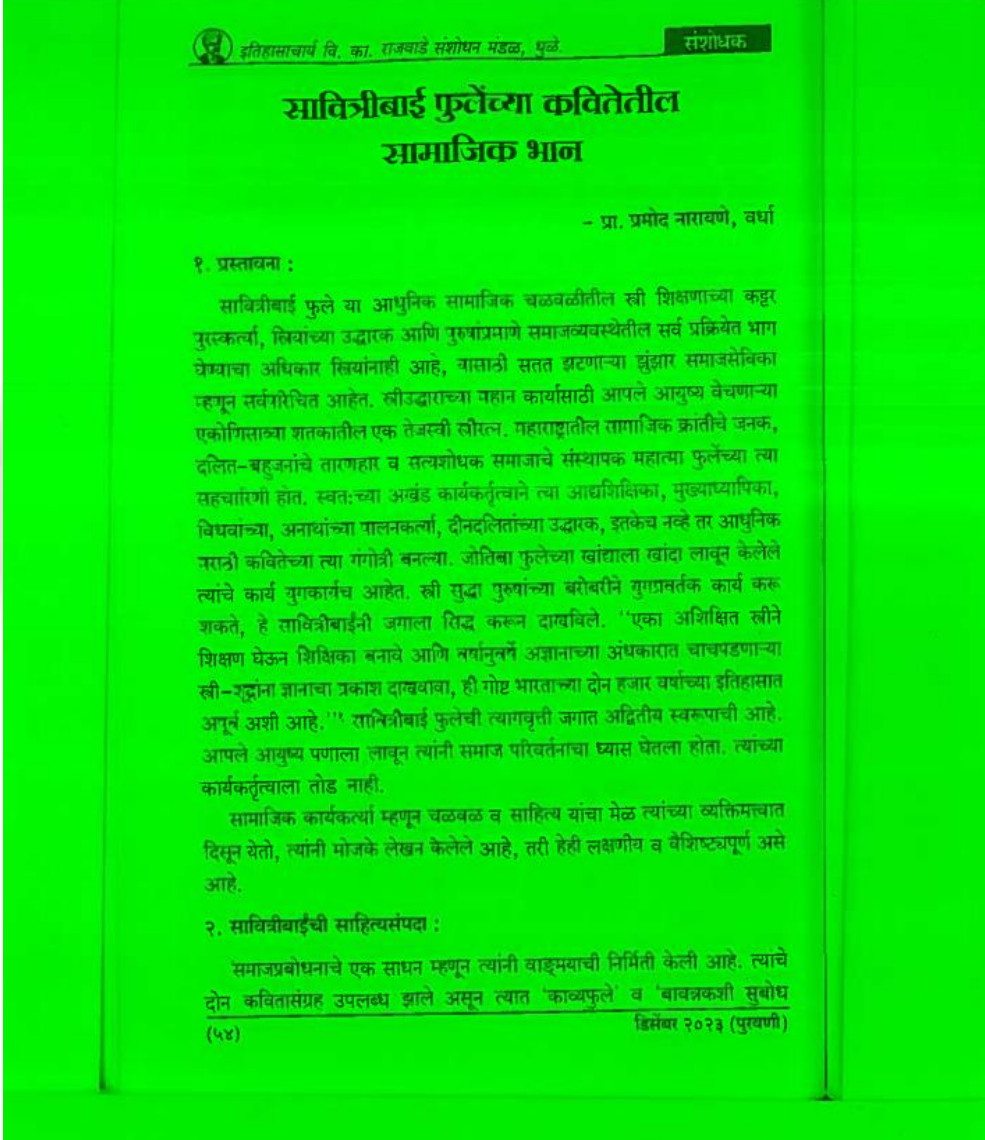 इतिहासाचार्य वि. का. राजवाडे संशोधन मंडळ, धुळे.
संशोधक
सावित्रीबाई फुलेंच्या कवितेतील
सामाजिक भान
– प्रा. प्रमोद नारायणे, वर्धा
१. प्रस्तावना :
सावित्रीबाई फुले या आधुनिक सामाजिक चळवळीतील स्त्री शिक्षणाच्या कट्टर
पुरस्कर्त्या, स्त्रियांच्या उद्धारक आणि पुरुषांप्रमाणे समाजव्यवस्थेतील सर्व प्रक्रियेत भाग
घेण्याचा अधिकार स्त्रियांनाही आहे, यासाठी सतत झटणाऱ्या झुंझार समाजसेविका
म्हणून सर्वपरिचित आहेत. स्त्रीउद्धाराच्या महान कार्यासाठी आपले आयुष्य वेचणाऱ्या
एकोणिसाव्या शतकातील एक तेजस्वी स्त्रीरत्न. महाराष्ट्रातील सामाजिक क्रांतीचे जनक,
दलित–बहुजनांचे तारणहार व सत्यशोधक समाजाचे संस्थापक महात्मा फुलेंच्या त्या
सहचारिणी होत. स्वत:च्या अखंड कार्यकर्तृत्वाने त्या आद्यशिक्षिका, मुख्याध्यापिका,
विधवांच्या, अनाथांच्या पालनकर्त्या, दीनदलितांच्या उद्धारक, इतकेच नव्हे तर आधुनिक
मराठी कवितेच्या त्या गंगोत्री बनल्या. जोतिबा फुलेंच्या खांद्याला खांदा लावून केलेले
त्यांचे कार्य युगकार्यच आहेत. स्त्री सुद्धा पुरुषांच्या बरोबरीने युगप्रवर्तक कार्य करू
शकते, हे सावित्रीबाईंनी जगाला सिद्ध करून दाखविले. ‘‘एका अशिक्षित स्त्रीने
शिक्षण घेऊन शिक्षिका बनावे आणि वर्षानुवर्षे अज्ञानाच्या अंधकारात चाचपडणाऱ्या
स्त्री–शूद्रांना ज्ञानाचा प्रकाश दाखवावा, ही गोष्ट भारताच्या दोन हजार वर्षाच्या इतिहासात
अपूर्व अशी आहे.’’१ सावित्रीबाई फुलेंची त्यागवृत्ती जगात अद्वितीय स्वरूपाची आहे.
आपले आयुष्य पणाला लावून त्यांनी समाज परिवर्तनाचा ध्यास घेतला होता. त्यांच्या
कार्यकर्तृत्वाला तोड नाही.
सामाजिक कार्यकर्त्या म्हणून चळवळ व साहित्य यांचा मेळ त्यांच्या व्यक्तिमत्त्वात
दिसून येतो, त्यांनी मोजके लेखन केलेले आहे, तरी हेही लक्षणीय व वैशिष्ट्यपूर्ण असे
आहे.
२. सावित्रीबाईंची साहित्यसंपदा :
समाजप्रबोधनाचे एक साधन म्हणून त्यांनी वाङ्‌मयाची निर्मिती केली आहे. त्यांचे
दोन कवितासंग्रह उपलब्ध झाले असून त्यात ‘काव्यफुले’ व ‘बावन्नकशी सुबोध
(५४)
डिसेंबर २०२३ (पुरवणी)